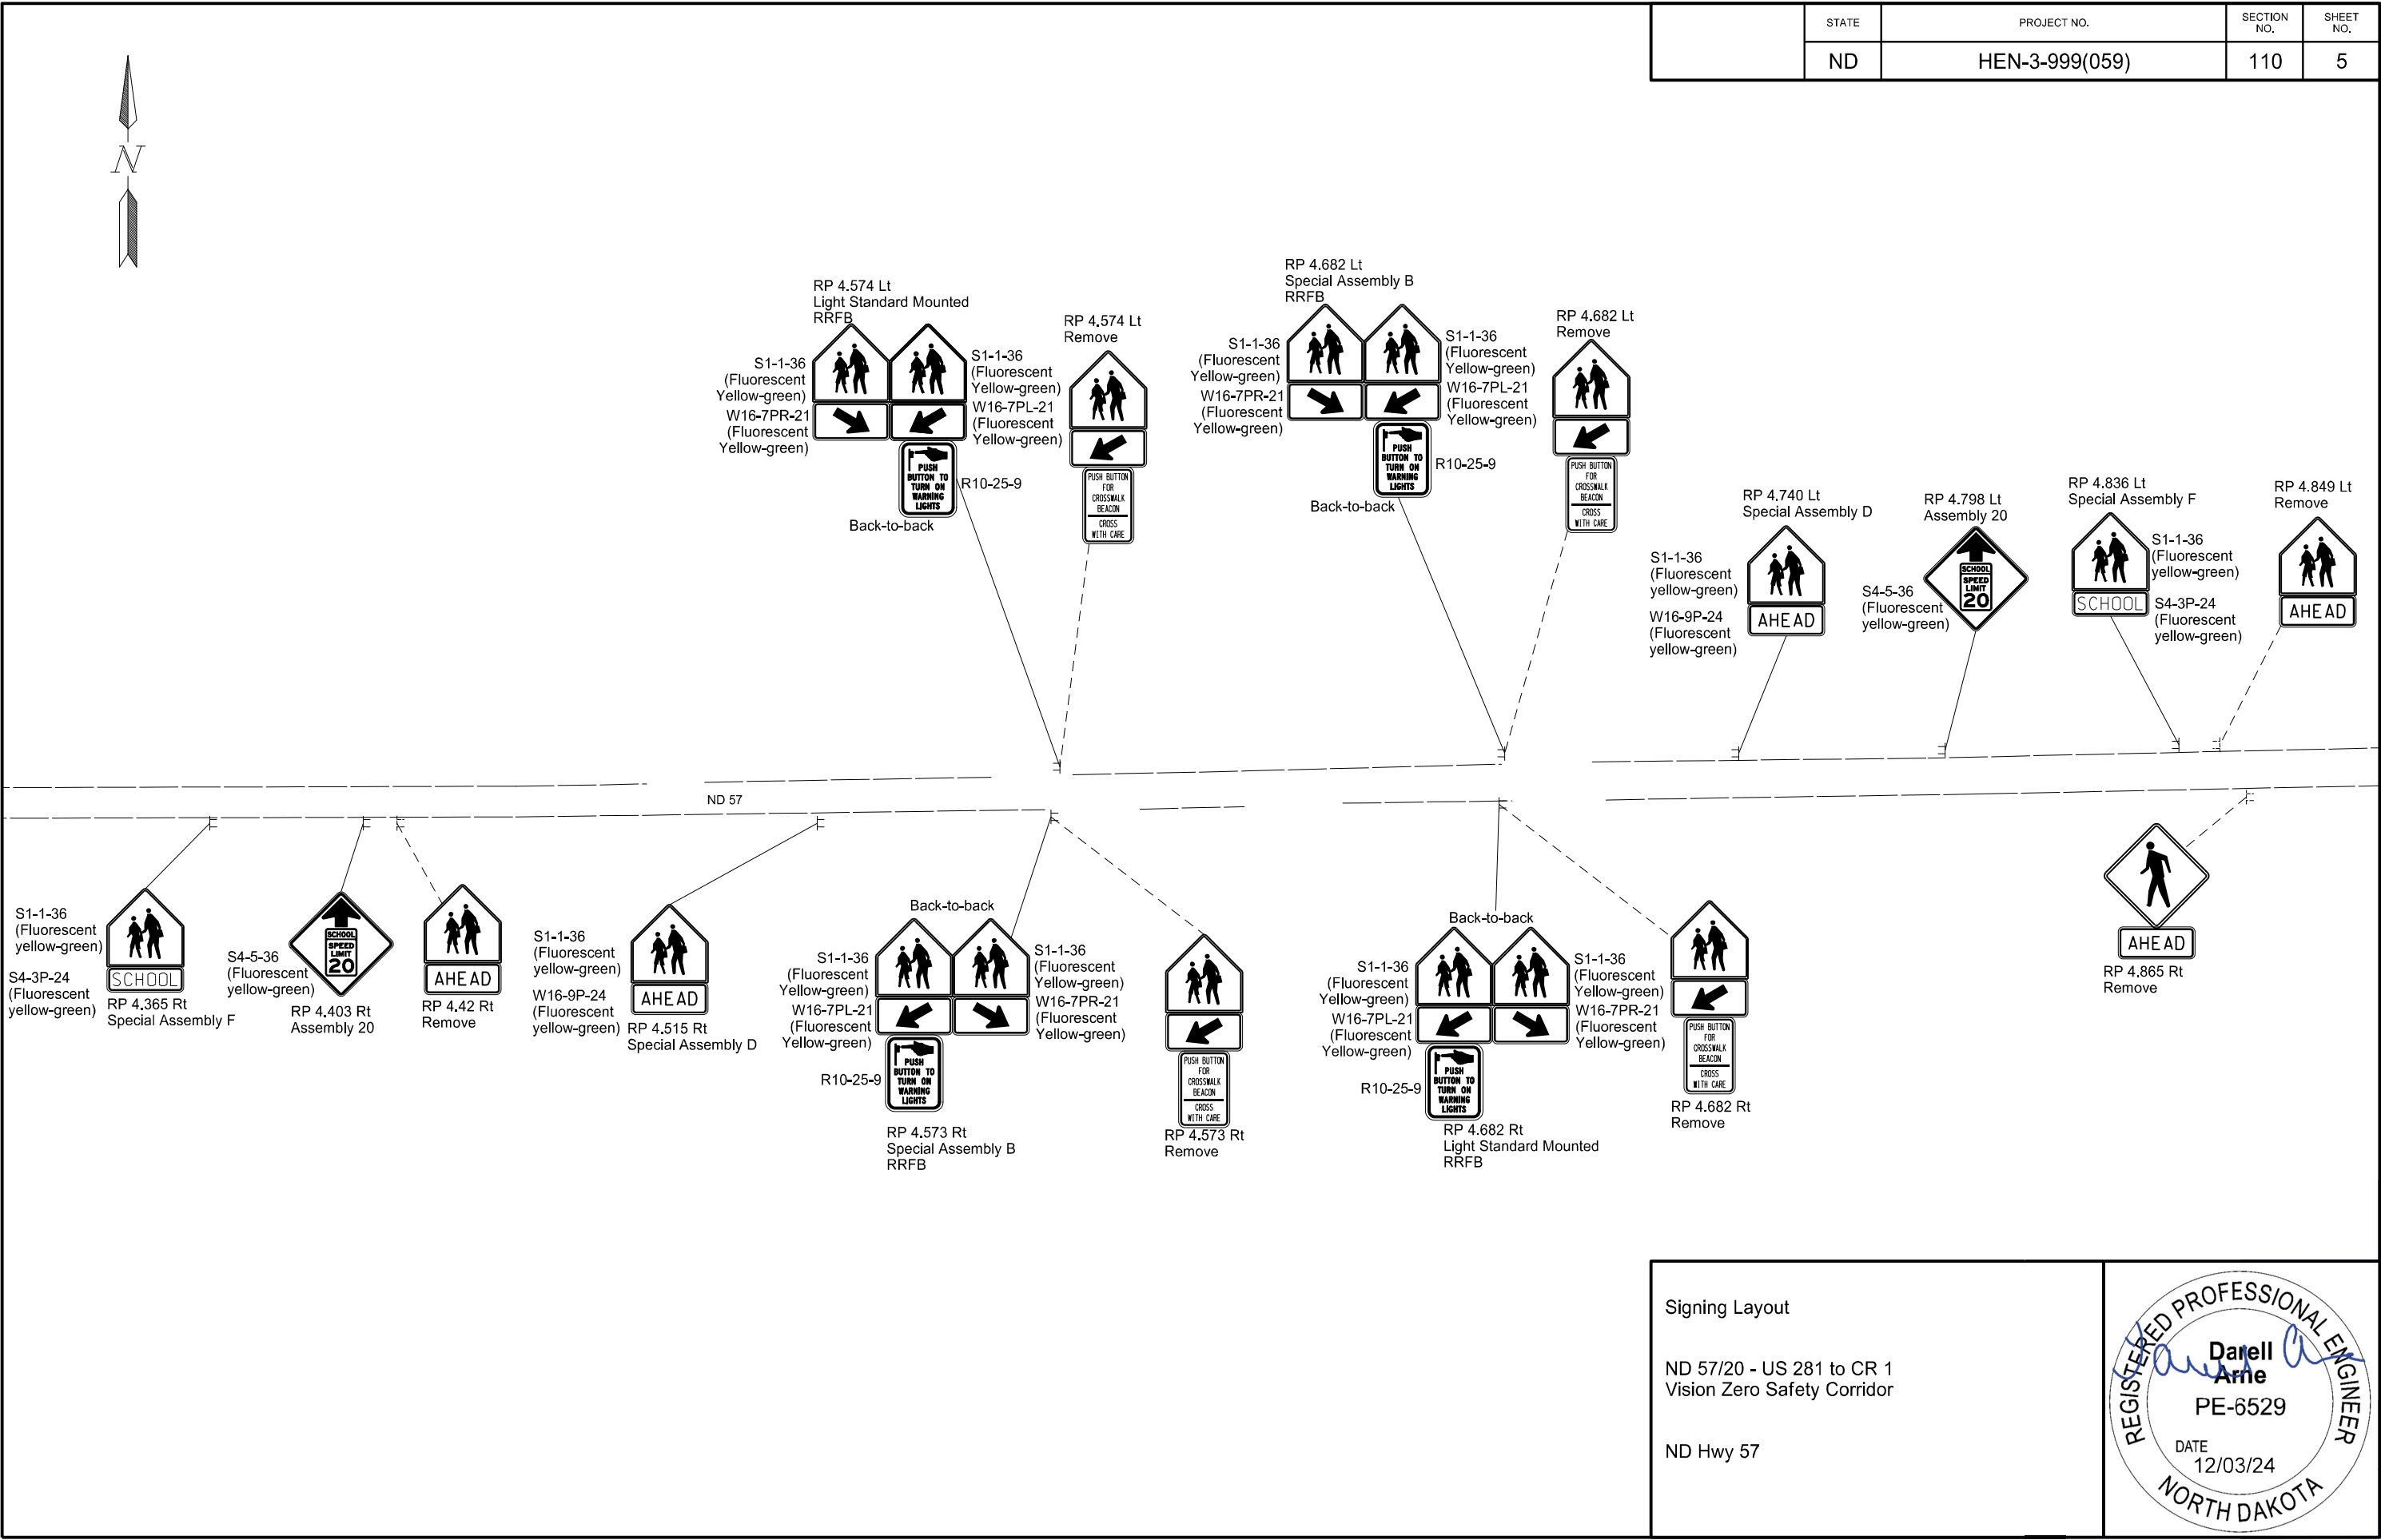 STATE
PROJECT NO.
SECTION
NO.
SHEET
NO.
ND
HEN-3-999(059)
110
5
N
RP 4.574 Lt
Light Standard Mounted
RRFB
S1-1-36
(Fluorescent
Yellow-green)
W16-7PR-21
(Fluorescent
Yellow-green)
S1-1-36
(Fluorescent
Yellow-green)
W16-7PL-21
(Fluorescent
Yellow-green)
PUSH
BUTTON TO
TURN ON
WARNING
LIGHTS
R10-25-9
Back-to-back
RP 4.574 Lt
Remove
PUSH BUTTON
FOR
CROSSWALK
BEACON
CROSS
WITH CARE
RP 4.682 Lt
Special Assembly B
RRFB
S1-1-36
(Fluorescent
Yellow-green)
W16-7PR-21
(Fluorescent
Yellow-green)
S1-1-36
(Fluorescent
Yellow-green)
W16-7PL-21
(Fluorescent
Yellow-green)
PUSH
BUTTON TO
TURN ON
WARNING
LIGHTS
R10-25-9
Back-to-back
RP 4.682 Lt
Remove
PUSH BUTTON
FOR
CROSSWALK
BEACON
CROSS
WITH CARE
RP 4.740 Lt
Special Assembly D
S1-1-36
(Fluorescent
yellow-green)
W16-9P-24
(Fluorescent
yellow-green)
AHEAD
RP 4.798 Lt
Assembly 20
S4-5-36
(Fluorescent
yellow-green)
SCHOOL
SPEED
LIMIT
20
RP 4.836 Lt
Special Assembly F
S1-1-36
(Fluorescent
yellow-green)
SCHOOL
S4-3P-24
(Fluorescent
yellow-green)
RP 4.849 Lt
Remove
AHEAD
ND 57
S1-1-36
(Fluorescent
yellow-green)
S4-3P-24
(Fluorescent
yellow-green)
SCHOOL
RP 4.365 Rt
Special Assembly F
S4-5-36
(Fluorescent
yellow-green)
SCHOOL
SPEED
LIMIT
20
RP 4.403 Rt
Assembly 20
AHEAD
RP 4.42 Rt
Remove
S1-1-36
(Fluorescent
yellow-green)
W16-9P-24
(Fluorescent
yellow-green)
AHEAD
RP 4.515 Rt
Special Assembly D
Back-to-back
S1-1-36
(Fluorescent
Yellow-green)
W16-7PL-21
(Fluorescent
Yellow-green)
S1-1-36
(Fluorescent
Yellow-green)
W16-7PR-21
(Fluorescent
Yellow-green)
R10-25-9
PUSH
BUTTON TO
TURN ON
WARNING
LIGHTS
RP 4.573 Rt
Special Assembly B
RRFB
PUSH BUTTON
FOR
CROSSWALK
BEACON
CROSS
WITH CARE
RP 4.573 Rt
Remove
Back-to-back
S1-1-36
(Fluorescent
Yellow-green)
W16-7PL-21
(Fluorescent
Yellow-green)
S1-1-36
(Fluorescent
Yellow-green)
W16-7PR-21
(Fluorescent
Yellow-green)
R10-25-9
PUSH
BUTTON TO
TURN ON
WARNING
LIGHTS
RP 4.682 Rt
Light Standard Mounted
RRFB
PUSH BUTTON
FOR
CROSSWALK
BEACON
CROSS
WITH CARE
RP 4.682 Rt
Remove
AHEAD
RP 4.865 Rt
Remove
Signing Layout
ND 57/20 - US 281 to CR 1
Vision Zero Safety Corridor
ND Hwy 57
REGISTERED PROFESSIONAL ENGINEER
Darell
Arne
PE-6529
DATE
12/03/24
NORTH DAKOTA